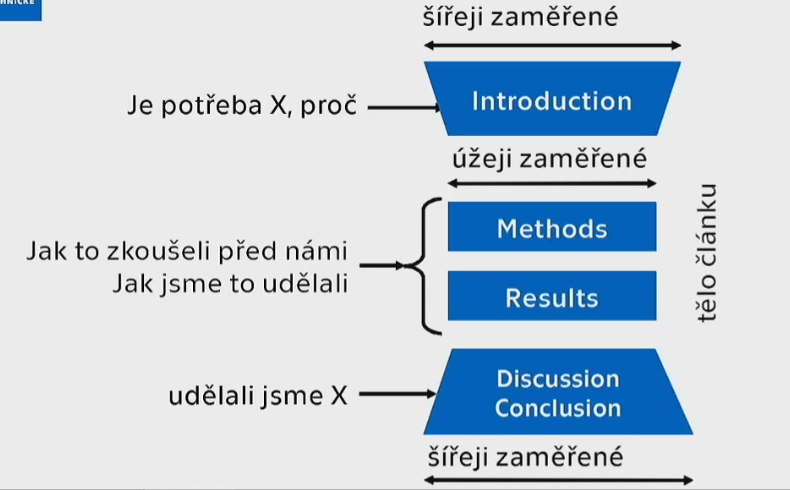 HNICKÉ
šířeji zaměřené
Je potřeba X, proč
Introduction
úžeji zaměřené
Methods
Jak to zkoušeli před námi
Jak jsme to udělali
Results
tělo článku
Discussion
Conclusion
udělali jsme X
šířeji zaměřené